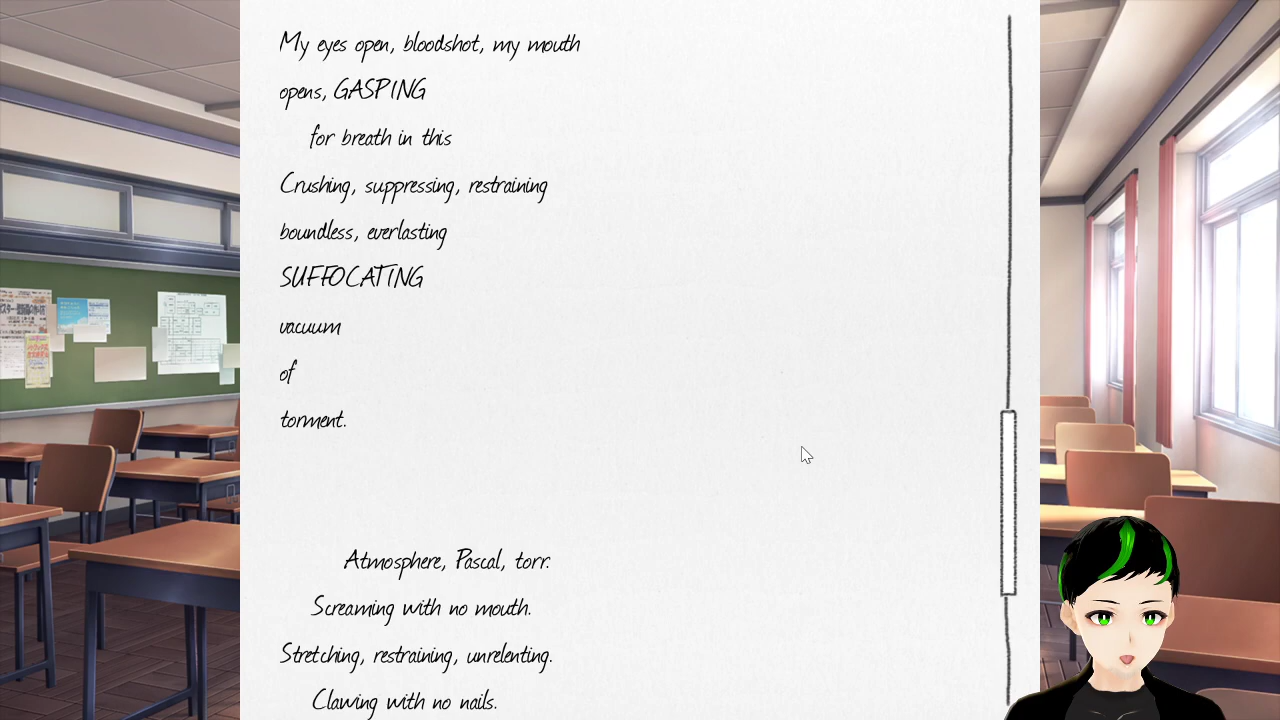 My eyes open, bloodshot, my mouth
opens, GASPING
for breath in this
Crushing, suppressing, restraining
boundless, everlasting
SUFFOCATING
vacuum
of
torment.
Atmosphere, Pascal, torr.
Screaming with no mouth.
Stretching, restraining, unrelenting.
Clawing with no nails.